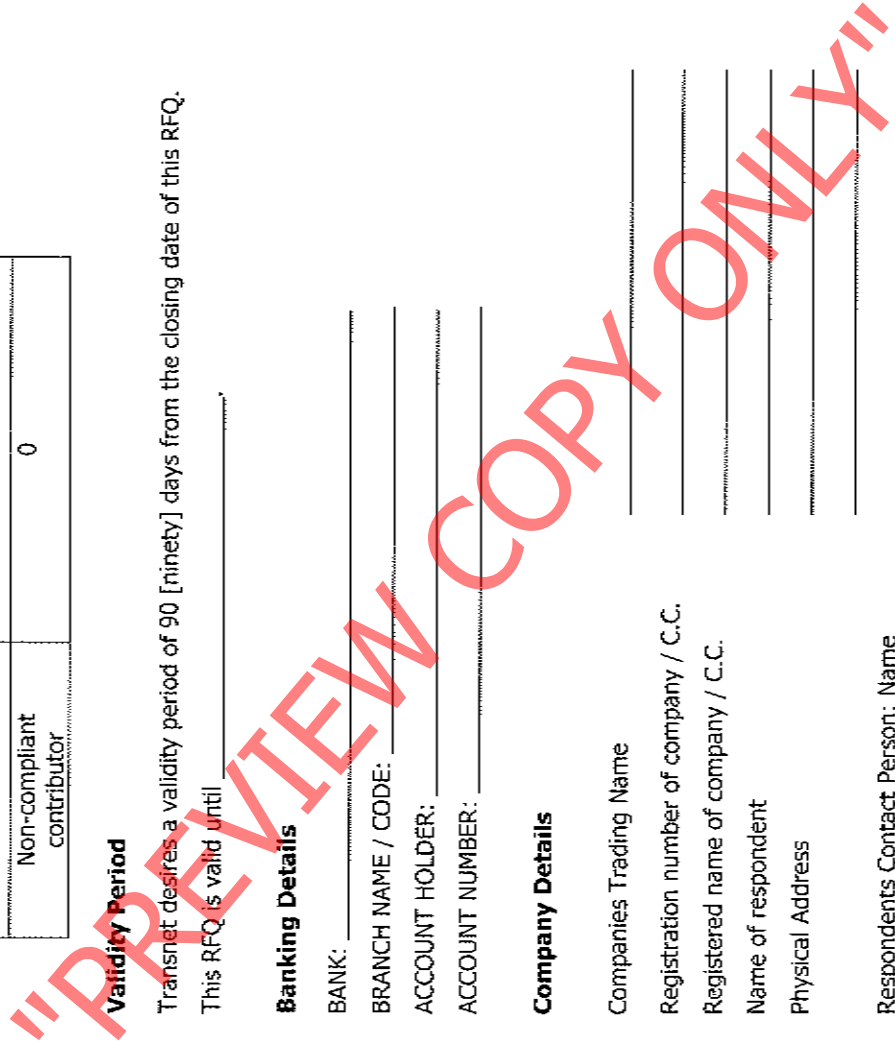 Non-compliant
contributor
0
Validity Period
Transnet desires a validity period of 90 [ninety] days from the closing date of this RFQ.
This RFQ is valid until
Banking Details
BANK:
BRANCH NAME / CODE:
ACCOUNT HOLDER:
ACCOUNT NUMBER:
Company Details
Companies Trading Name
Registration number of company / C.C.
Registered name of company / C.C.
Name of respondent
Physical Address
Respondents Contact Person: Name
"PREVIEW COPY ONLY"